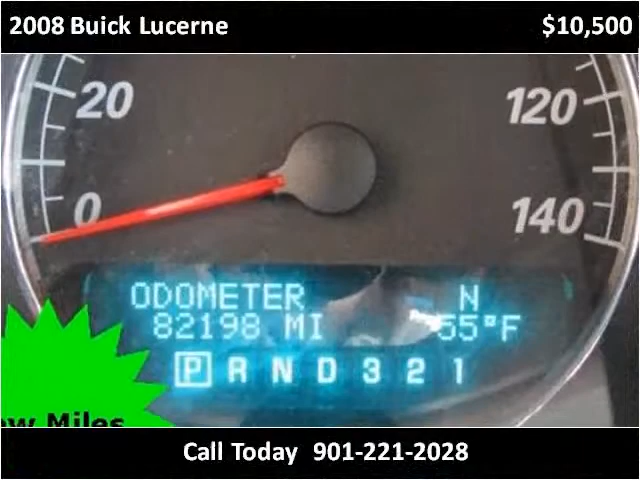 2008 Buick Lucerne $10,500
20 120
0 140
ODOMETER N
82198 MI 55°F
P R N D 3 2 1
Miles
Call Today 901-221-2028